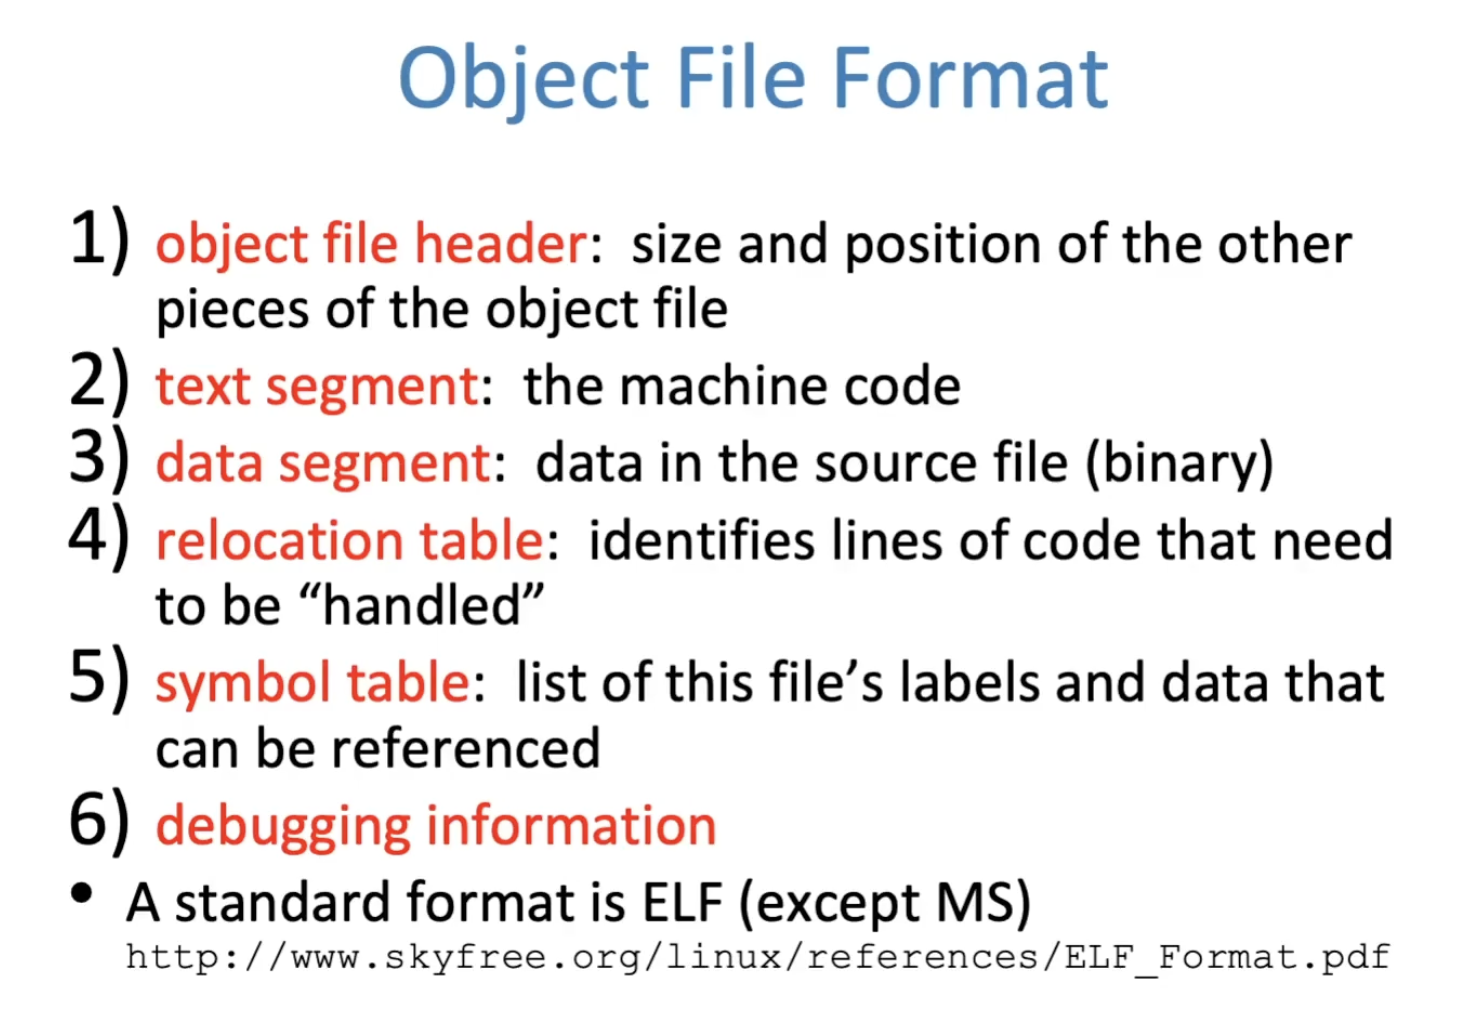 Object File Format
1) object file header:  size and position of the other
pieces of the object file
2) text segment:  the machine code
3) data segment:  data in the source file (binary)
4) relocation table:  identifies lines of code that need
to be “handled”
5) symbol table:  list of this file’s labels and data that
can be referenced
6) debugging information
• A standard format is ELF (except MS)
http://www.skyfree.org/linux/references/ELF_Format.pdf